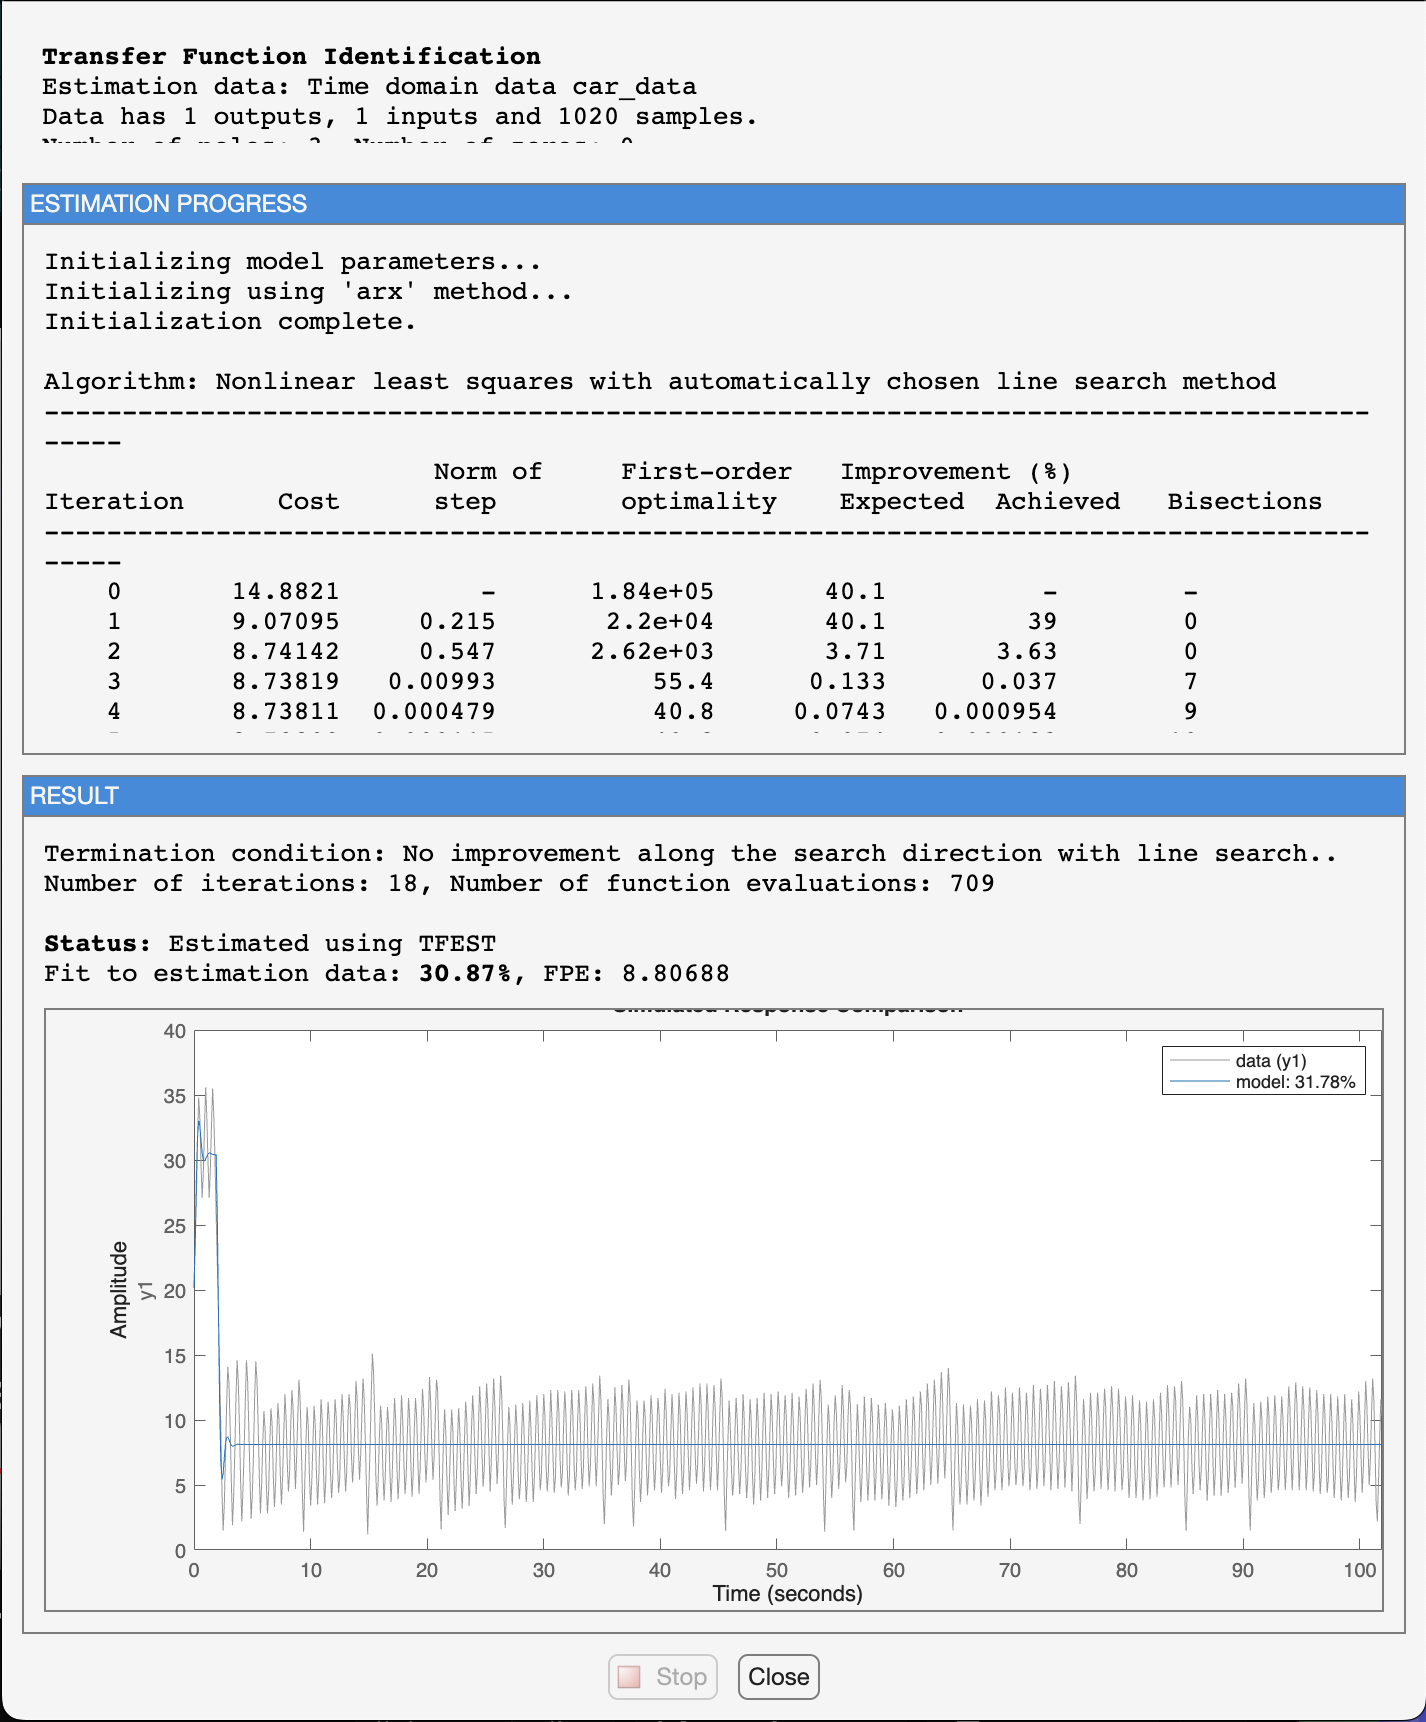 Transfer Function Identification
Estimation data: Time domain data car_data
Data has 1 outputs, 1 inputs and 1020 samples.
ESTIMATION PROGRESS
Initializing model parameters...
Initializing using 'arx' method...
Initialization complete.
Algorithm: Nonlinear least squares with automatically chosen line search method
------------------------------------------------------------------------------------------
Norm of First-order Improvement (%)
Iteration Cost step optimality Expected Achieved Bisections
------------------------------------------------------------------------------------------
0 14.8821 - 1.84e+05 40.1 - -
1 9.07095 0.215 2.2e+04 40.1 39 0
2 8.74142 0.547 2.62e+03 3.71 3.63 0
3 8.73819 0.00993 55.4 0.133 0.037 7
4 8.73811 0.000479 40.8 0.0743 0.000954 9
RESULT
Termination condition: No improvement along the search direction with line search..
Number of iterations: 18, Number of function evaluations: 709
Status: Estimated using TFEST
Fit to estimation data: 30.87%, FPE: 8.80688
Simulated Response Comparison
data (y1)
model: 31.78%
Amplitude
y1
40
35
30
25
20
15
10
5
0
0 10 20 30 40 50 60 70 80 90 100
Time (seconds)
Stop
Close